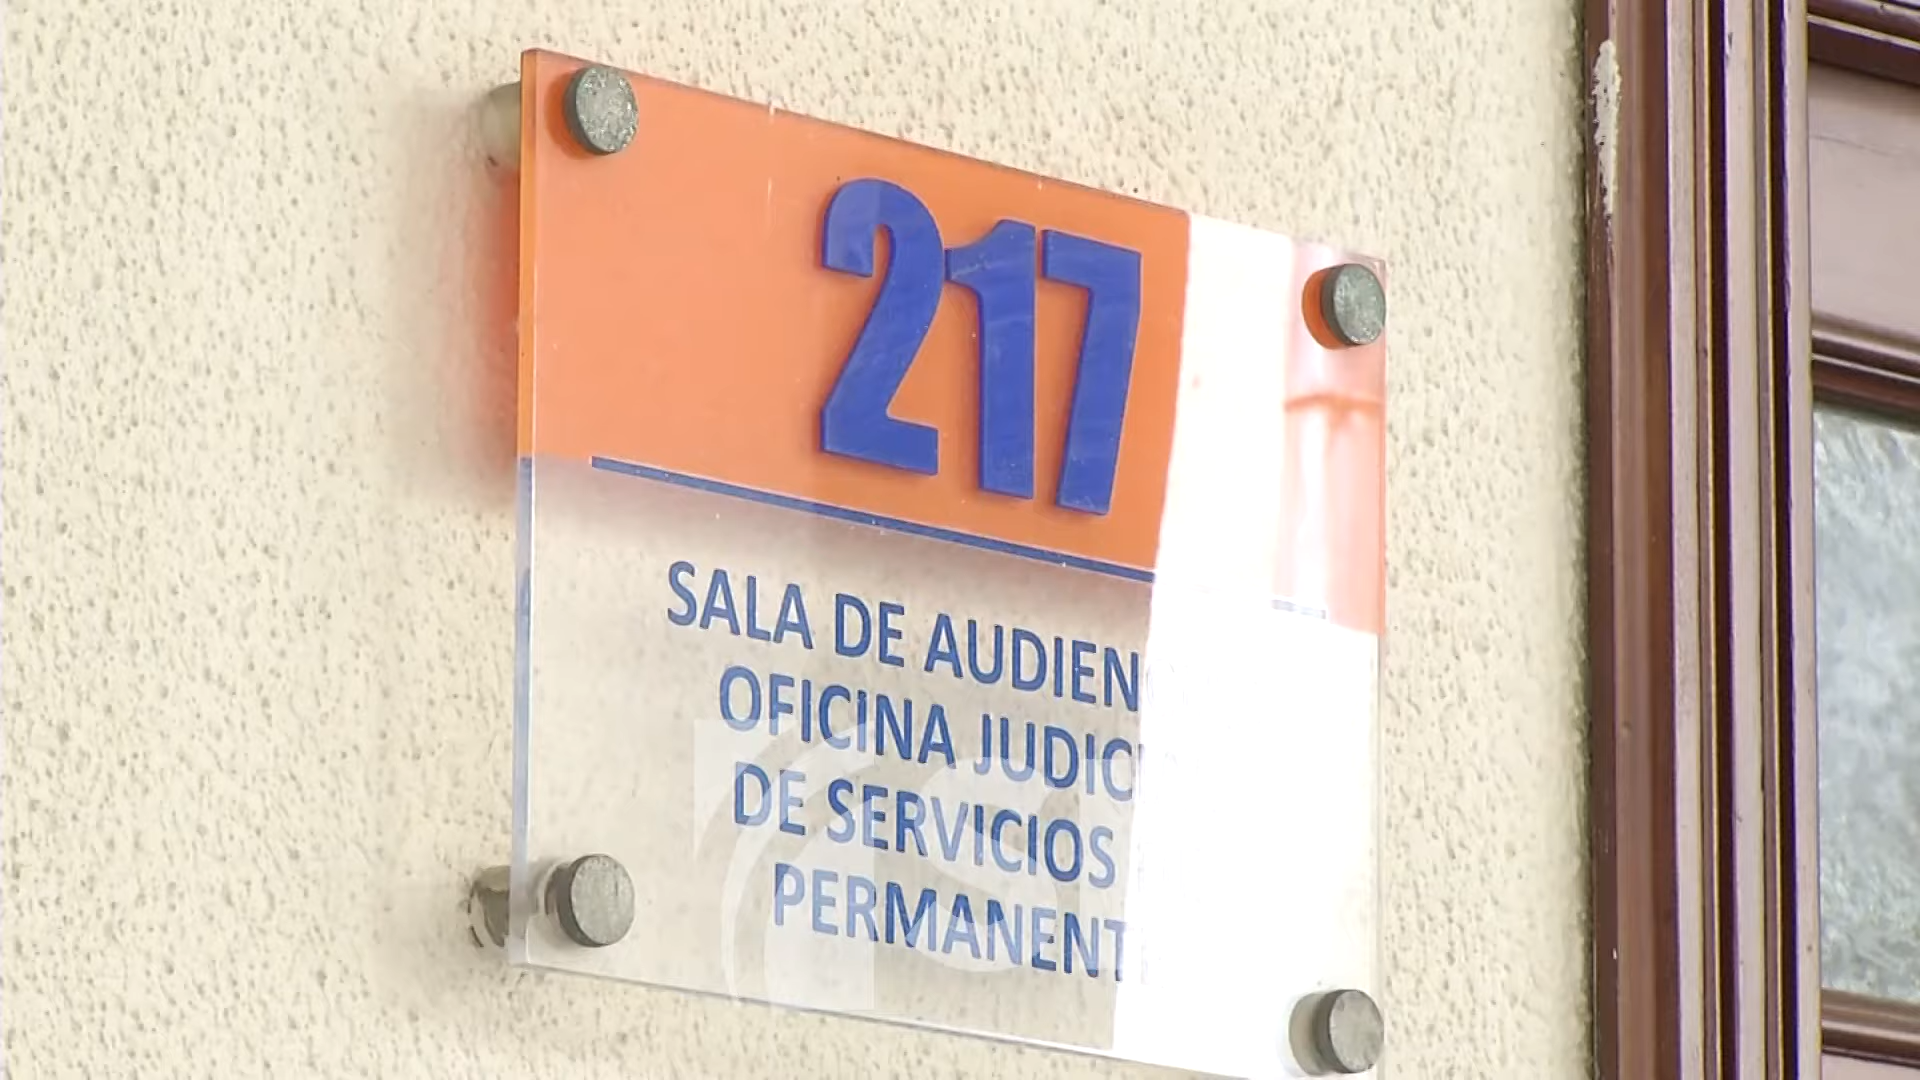 217
SALA DE AUDIEN
OFICINA JUDIC
DE SERVICIOS
PERMANENT